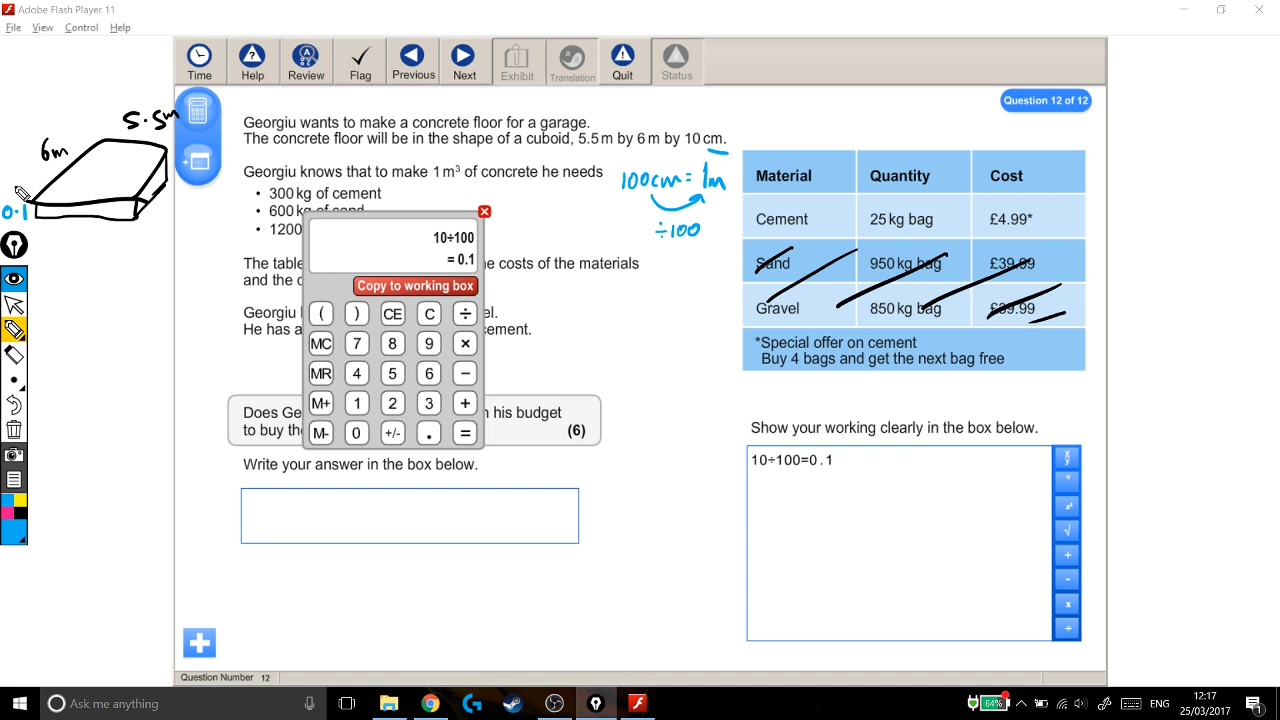 Adobe Flash Player 11
File View Control Help
Time Help Review Flag Previous Next Exhibit Translation Quit Status
Question 12 of 12
Georgiu wants to make a concrete floor for a garage.
The concrete floor will be in the shape of a cuboid, 5.5 m by 6 m by 10 cm.
Georgiu knows that to make 1 m³ of concrete he needs
• 300 kg of cement
• 600 kg of sand
• 1200
The table e costs of the materials
and the
Georgiu el.
He has a cement.
Does Ge n his budget
to buy the (6)
Write your answer in the box below.
5.5m
6m
0.1
100cm = 1m
÷100
10÷100
= 0.1
Copy to working box
( ) CE C ÷
MC 7 8 9 ×
MR 4 5 6 −
M+ 1 2 3 +
M- 0 +/- . =
Material Quantity Cost
Cement 25 kg bag £4.99*
Sand 950 kg bag £39.99
Gravel 850 kg bag £39.99
*Special offer on cement
Buy 4 bags and get the next bag free
Show your working clearly in the box below.
10÷100=0.1
x/y
°
x²
√
+
-
x
÷
Question Number 12
Ask me anything
64%
ENG
12:17
25/03/2017
1